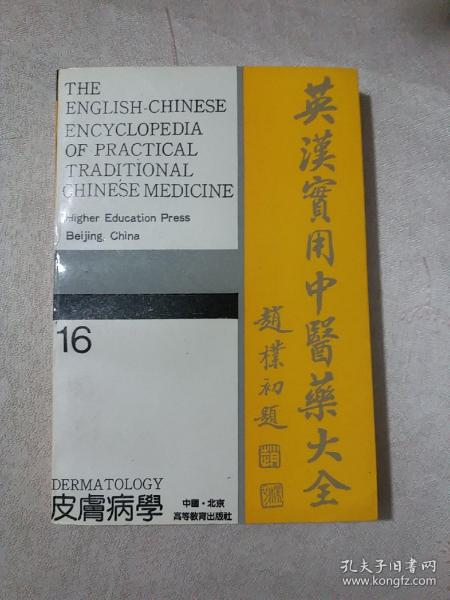 THE
ENGLISH-CHINESE
ENCYCLOPEDIA
OF PRACTICAL
TRADITIONAL
CHINESE MEDICINE
Higher Education Press
Beijing, China
16
DERMATOLOGY
皮膚病學
中國·北京
高等教育出版社
英漢實用中醫藥大全
趙樸初題
孔夫子旧书网
www.kongfz.com